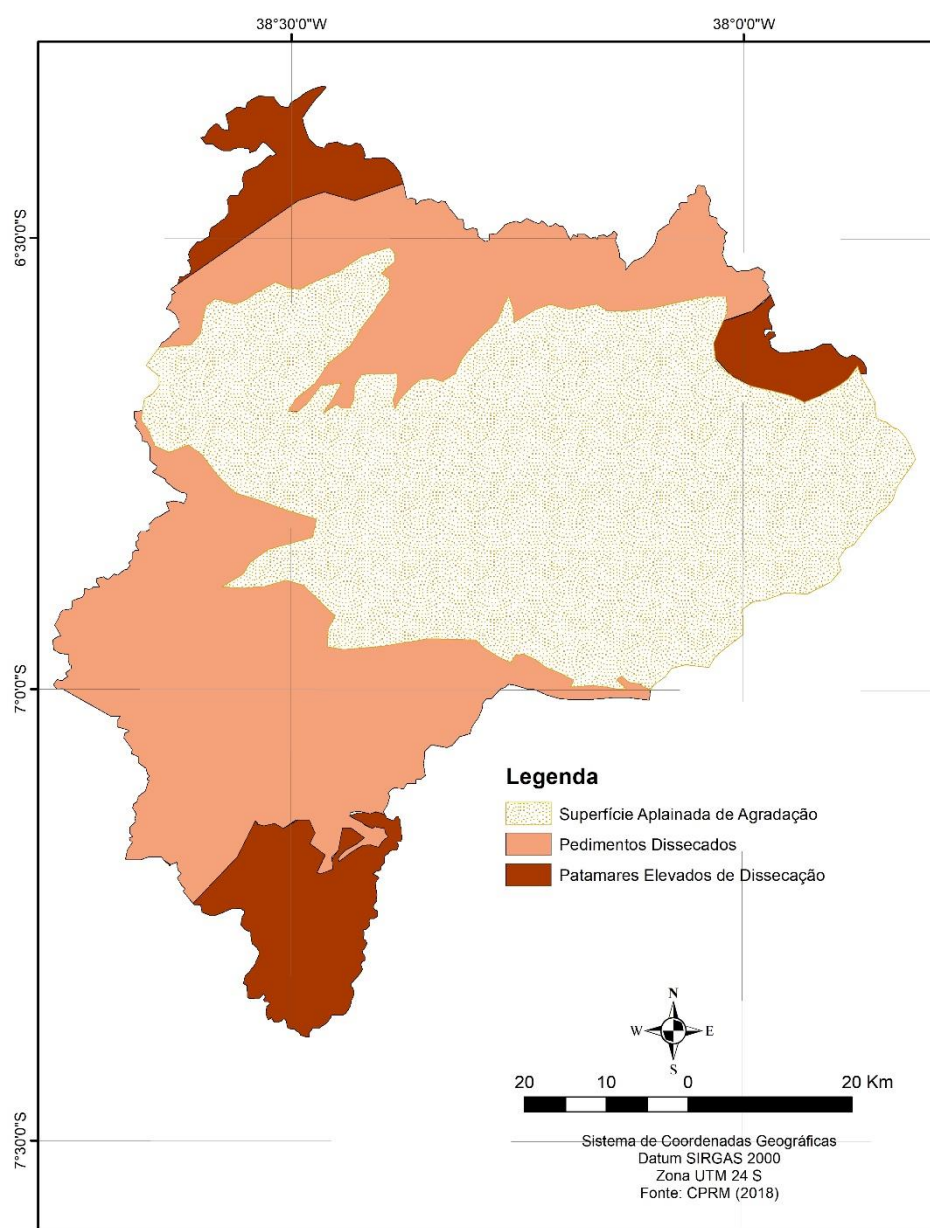 38°30'0"W
38°0'0"W
6°30'0"S
7°0'0"S
7°30'0"S
Legenda
Superfície Aplainada de Agradação
Pedimentos Dissecados
Patamares Elevados de Dissecação
N
W
E
S
20 10 0 20 Km
Sistema de Coordenadas Geográficas
Datum SIRGAS 2000
Zona UTM 24 S
Fonte: CPRM (2018)